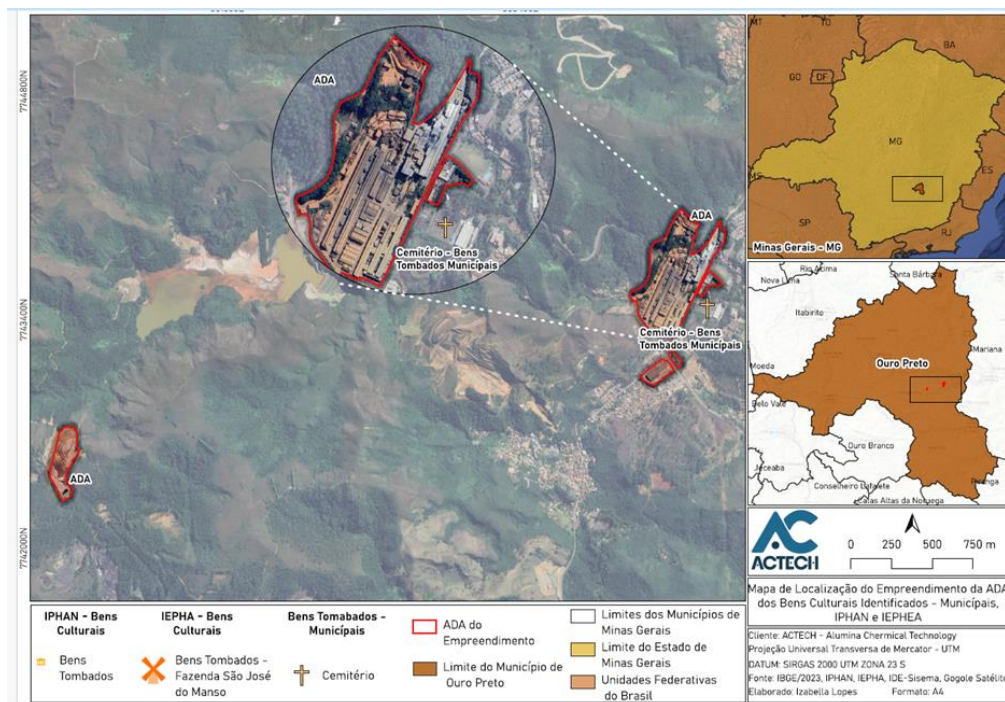 7744800N
7743400N
7742000N
ADA
Cemitério - Bens
Tombados Municipais
ADA
Cemitério - Bens
Tombados Municipais
ADA
MT
TO
BA
GO
DF
MG
MS
ES
SP
RJ
Minas Gerais - MG
Nova Lima
Rio Acima
Santa Bárbara
Itabirito
Mariana
Moeda
Ouro Preto
Belo Vale
Ouro Branco
Jeceaba
Conselheiro Lafaiete
Catas Altas da Noruega
Piranga
ACTECH
0 250 500 750 m
Mapa de Localização do Empreendimento da ADA
dos Bens Culturais Identificados - Municípais,
IPHAN e IEPHEA
Cliente: ACTECH - Alumina Chermical Technology
Projeção Universal Transversa de Mercator - UTM
DATUM: SIRGAS 2000 UTM ZONA 23 S
Fonte: IBGE/2023, IPHAN, IEPHA, IDE-Sisema, Gogole Satélite
Elaborado: Izabella Lopes Formato: A4
IPHAN - Bens
Culturais
Bens
Tombados
IEPHA - Bens
Culturais
Bens Tombados -
Fazenda São José
do Manso
Bens Tomabados -
Municípais
Cemitério
ADA do
Empreendimento
Limite do Município de
Ouro Preto
Limites dos Municípios de
Minas Gerais
Limite do Estado de
Minas Gerais
Unidades Federativas
do Brasil